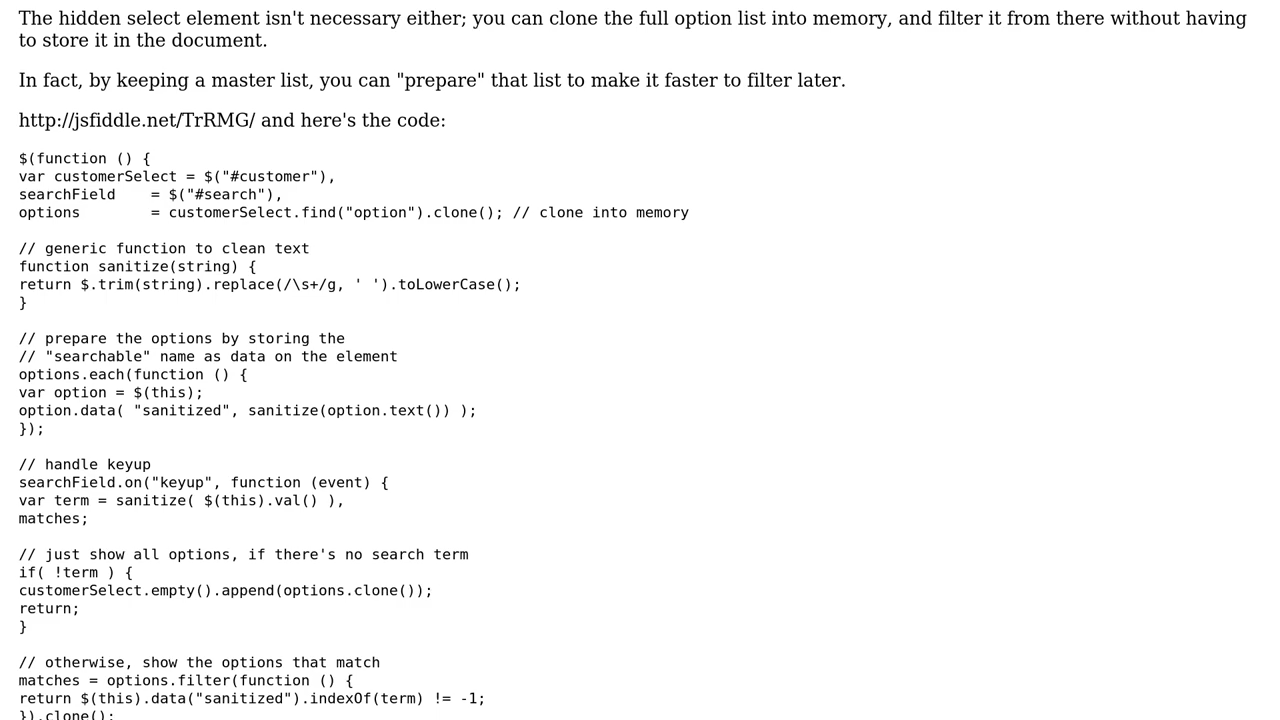 The hidden select element isn't necessary either; you can clone the full option list into memory, and filter it from there without having
to store it in the document.
In fact, by keeping a master list, you can "prepare" that list to make it faster to filter later.
http://jsfiddle.net/TrRMG/ and here's the code:
$(function () {
var customerSelect = $("#customer"),
searchField    = $("#search"),
options        = customerSelect.find("option").clone(); // clone into memory
// generic function to clean text
function sanitize(string) {
return $.trim(string).replace(/\s+/g, ' ').toLowerCase();
}
// prepare the options by storing the
// "searchable" name as data on the element
options.each(function () {
var option = $(this);
option.data( "sanitized", sanitize(option.text()) );
});
// handle keyup
searchField.on("keyup", function (event) {
var term = sanitize( $(this).val() ),
matches;
// just show all options, if there's no search term
if( !term ) {
customerSelect.empty().append(options.clone());
return;
}
// otherwise, show the options that match
matches = options.filter(function () {
return $(this).data("sanitized").indexOf(term) != -1;
}).clone();